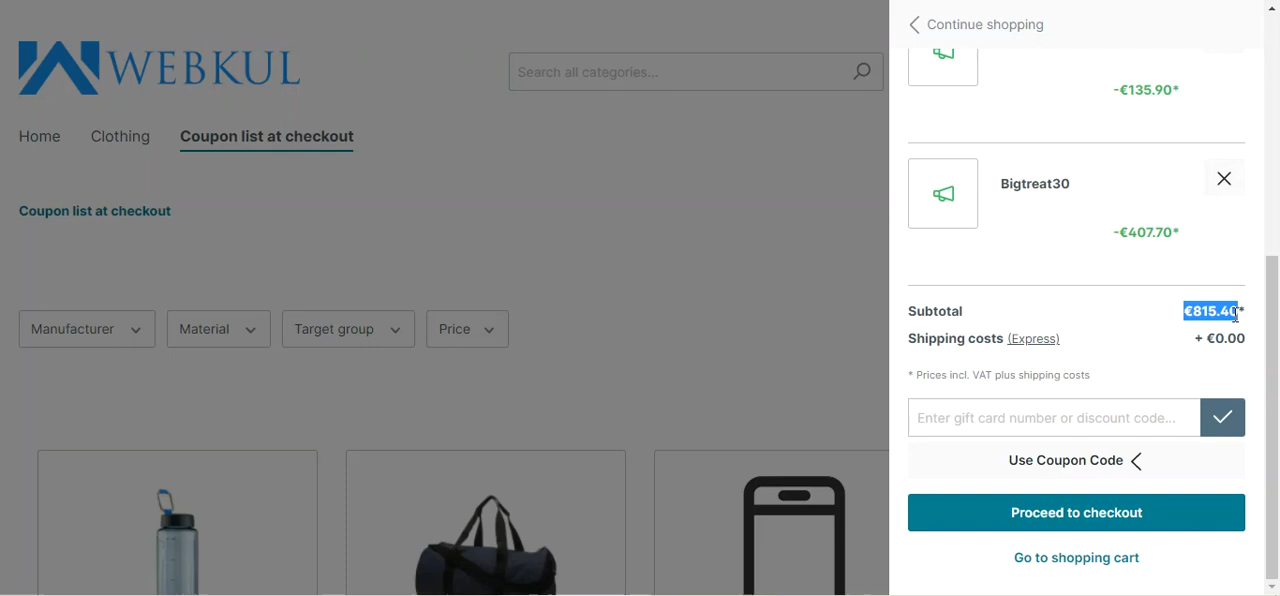 WEBKUL
Search all categories...
Home
Clothing
Coupon list at checkout
Coupon list at checkout
Manufacturer
Material
Target group
Price
Continue shopping
-€135.90*
Bigtreat30
-€407.70*
Subtotal €815.40*
Shipping costs (Express) + €0.00
* Prices incl. VAT plus shipping costs
Enter gift card number or discount code...
Use Coupon Code
Proceed to checkout
Go to shopping cart